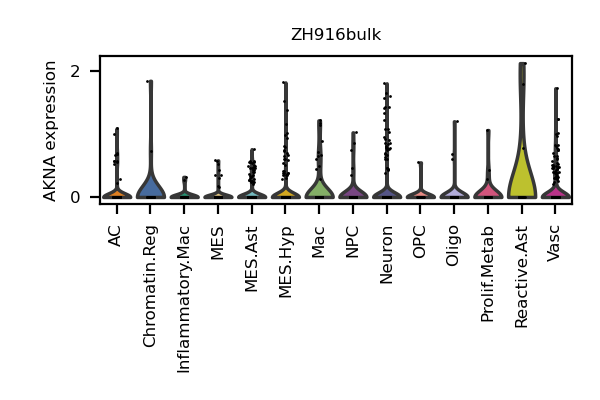 ZH916bulk
AKNA expression
2
0
AC
Chromatin.Reg
Inflammatory.Mac
MES
MES.Ast
MES.Hyp
Mac
NPC
Neuron
OPC
Oligo
Prolif.Metab
Reactive.Ast
Vasc